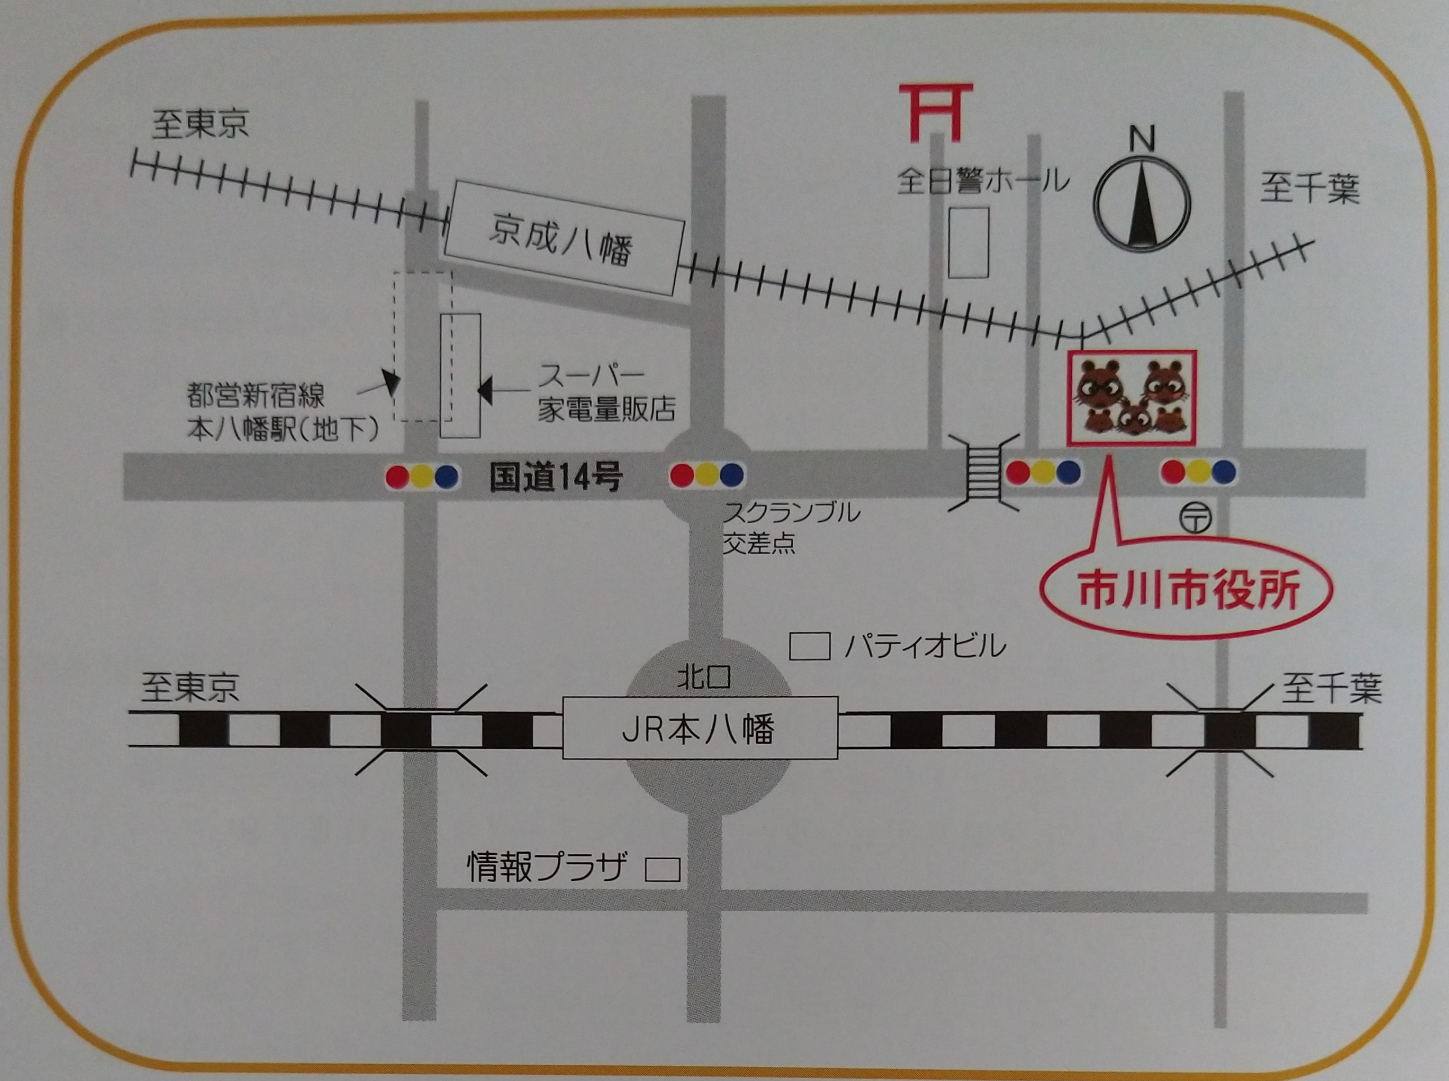 至東京
N
全日警ホール
至千葉
京成八幡
スーパー
家電量販店
都営新宿線
本八幡駅(地下)
国道14号
スクランブル
交差点
〒
市川市役所
パティオビル
北口
至東京
至千葉
JR本八幡
情報プラザ